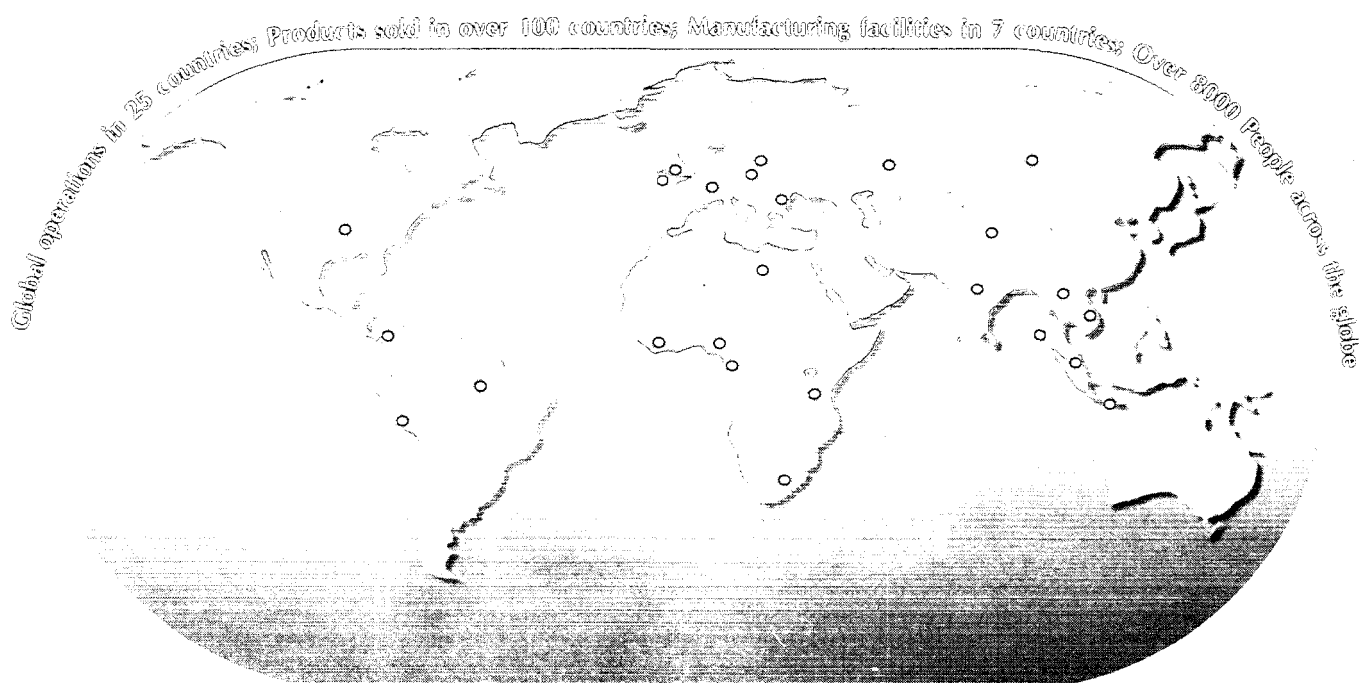 Global operations in 25 countries; Products sold in over 100 countries; Manufacturing facilities in 7 countries; Over 8000 People across the globe